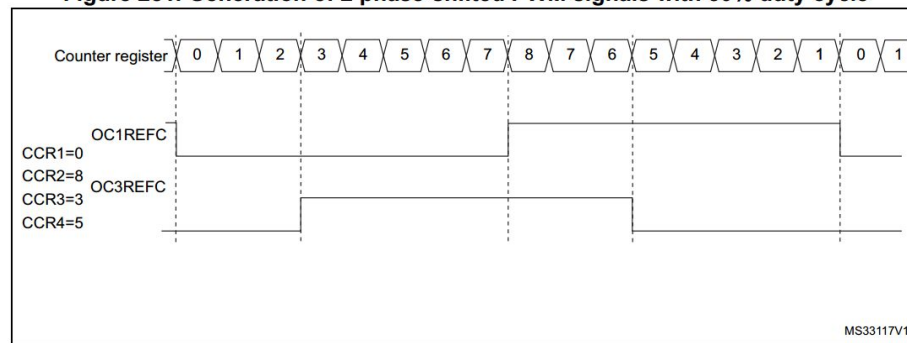 Counter register 0 1 2 3 4 5 6 7 8 7 6 5 4 3 2 1 0 1
OC1REFC
CCR1=0
CCR2=8
OC3REFC
CCR3=3
CCR4=5
MS33117V1